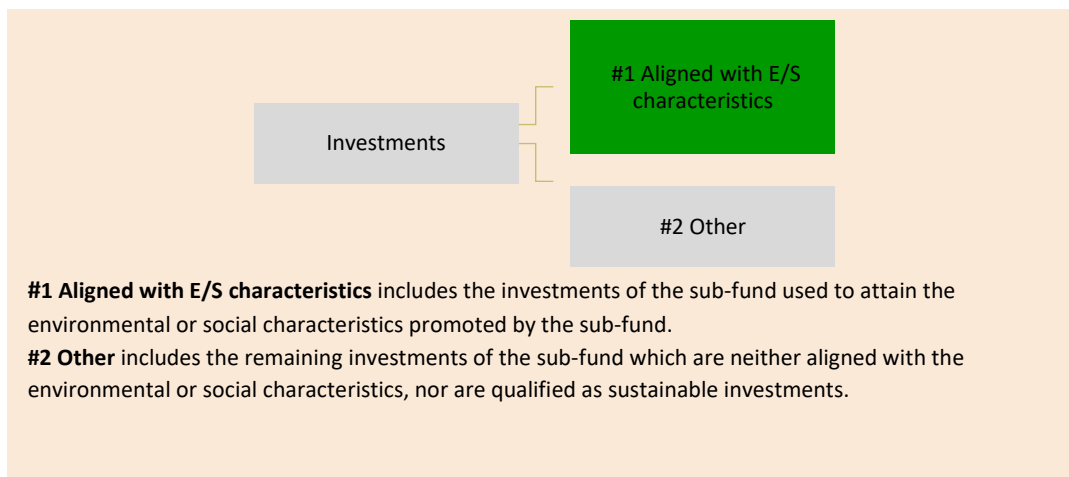 #1 Aligned with E/S
characteristics
Investments
#2 Other
#1 Aligned with E/S characteristics includes the investments of the sub-fund used to attain the
environmental or social characteristics promoted by the sub-fund.
#2 Other includes the remaining investments of the sub-fund which are neither aligned with the
environmental or social characteristics, nor are qualified as sustainable investments.